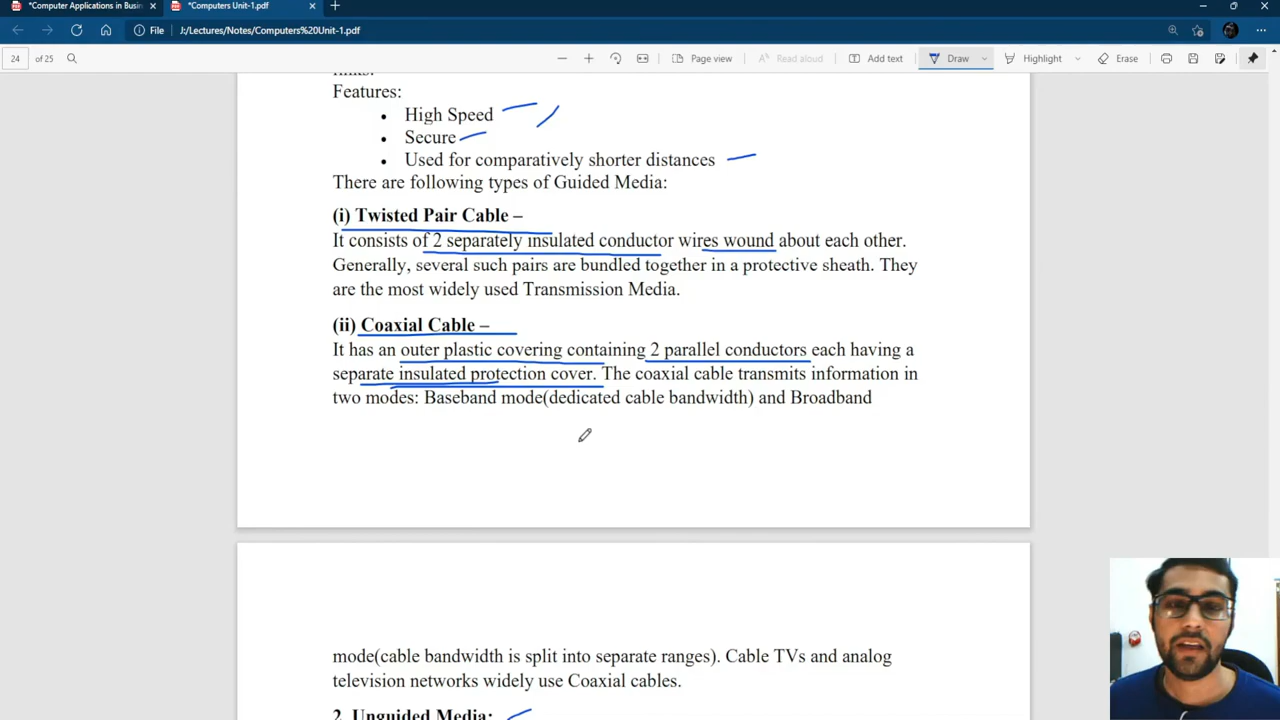 *Computer Applications in Busin
*Computers Unit-1.pdf
File
J:/Lectures/Notes/Computers%20Unit-1.pdf
24 of 25
Page view
Read aloud
Add text
Draw
Highlight
Erase
Features:
• High Speed
• Secure
• Used for comparatively shorter distances
There are following types of Guided Media:
(i) Twisted Pair Cable –
It consists of 2 separately insulated conductor wires wound about each other.
Generally, several such pairs are bundled together in a protective sheath. They
are the most widely used Transmission Media.
(ii) Coaxial Cable –
It has an outer plastic covering containing 2 parallel conductors each having a
separate insulated protection cover. The coaxial cable transmits information in
two modes: Baseband mode(dedicated cable bandwidth) and Broadband
mode(cable bandwidth is split into separate ranges). Cable TVs and analog
television networks widely use Coaxial cables.
2. Unguided Media: